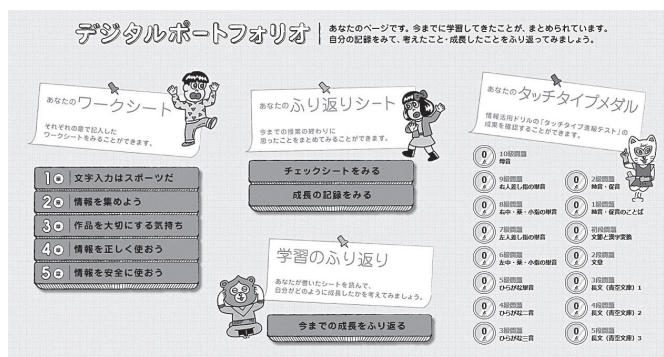 デジタルポートフォリオ
あなたのページです。今までに学習してきたことが、まとめられています。
自分の記録をみて、考えたこと・成長したことをふり返ってみましょう。
あなたのワークシート
それぞれの章で記入した
ワークシートをみることができます。
1章 文字入力はスポーツだ
2章 情報を集めよう
3章 作品を大切にする気持ち
4章 情報を正しく使おう
5章 情報を安全に使おう
あなたのふり返りシート
今までの授業の終わりに
思ったことをまとめてみることができます。
チェックシートをみる
成長の記録をみる
学習のふり返り
あなたが書いたシートを読んで、
自分がどのように成長したかを考えてみましょう。
今までの成長をふり返る
あなたのタッチタイプメダル
情報活用ドリルの「タッチタイプ進級テスト」の
成果を確認することができます。
0 10級問題
母音
0 9級問題
右人差し指の単音
0 8級問題
右中・薬・小指の単音
0 7級問題
左人差し指の単音
0 6級問題
左中・薬・小指の単音
0 5級問題
ひらがな単音
0 4級問題
ひらがな二音
0 3級問題
ひらがな三音
0 2級問題
拗音・促音
0 1級問題
拗音・促音のことば
0 初段問題
文節と漢字変換
0 2段問題
文章
0 3段問題
長文（青空文庫）1
0 4段問題
長文（青空文庫）2
0 5段問題
長文（青空文庫）3